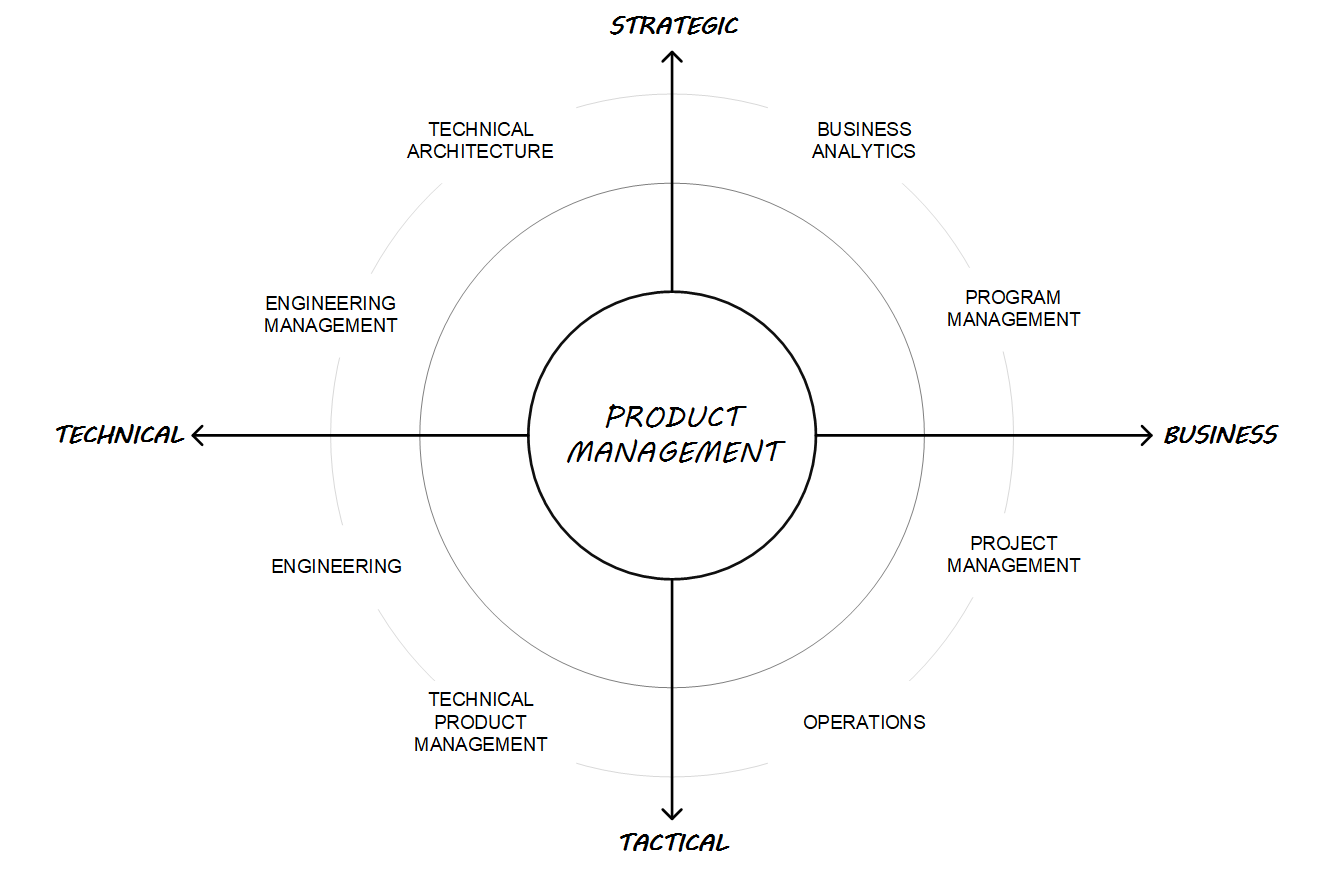 STRATEGIC
TECHNICAL
ARCHITECTURE
BUSINESS
ANALYTICS
ENGINEERING
MANAGEMENT
PROGRAM
MANAGEMENT
TECHNICAL
PRODUCT
MANAGEMENT
BUSINESS
ENGINEERING
PROJECT
MANAGEMENT
TECHNICAL
PRODUCT
MANAGEMENT
OPERATIONS
TACTICAL